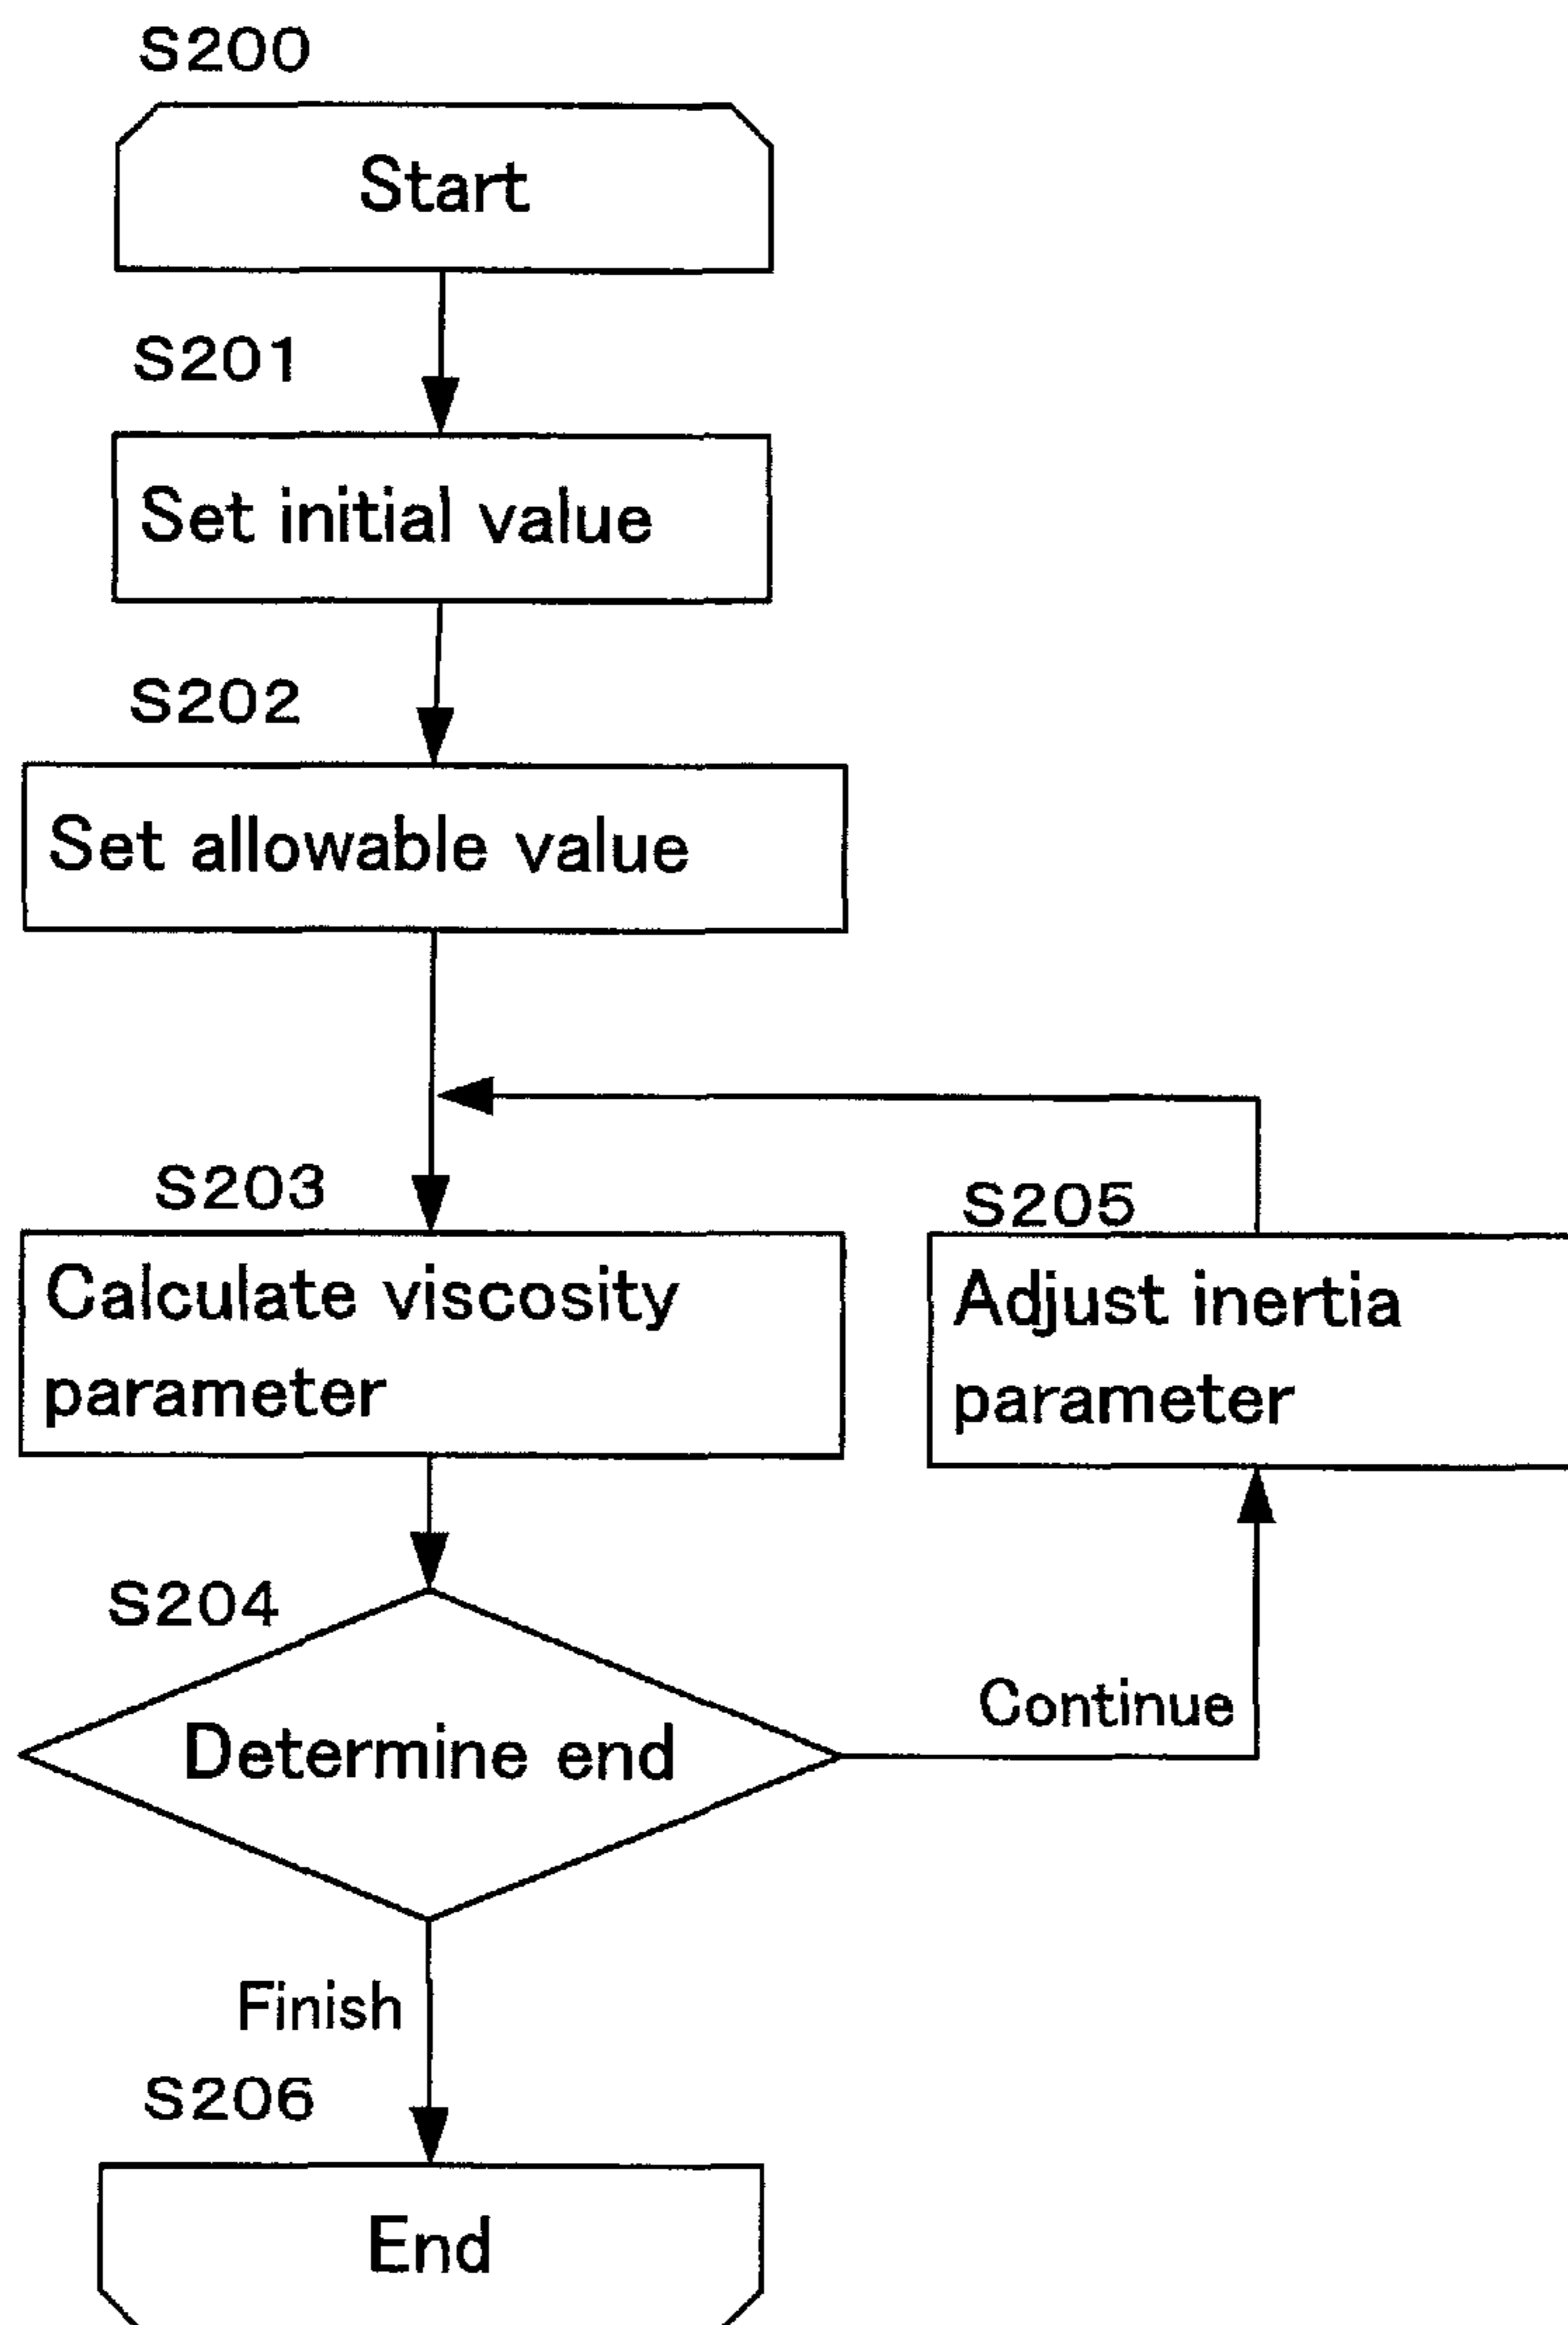 S200
Start
S201
Set initial value
S202
Set allowable value
S203
Calculate viscosity
parameter
S205
Adjust inertia
parameter
S204
Determine end
Continue
Finish
S206
End